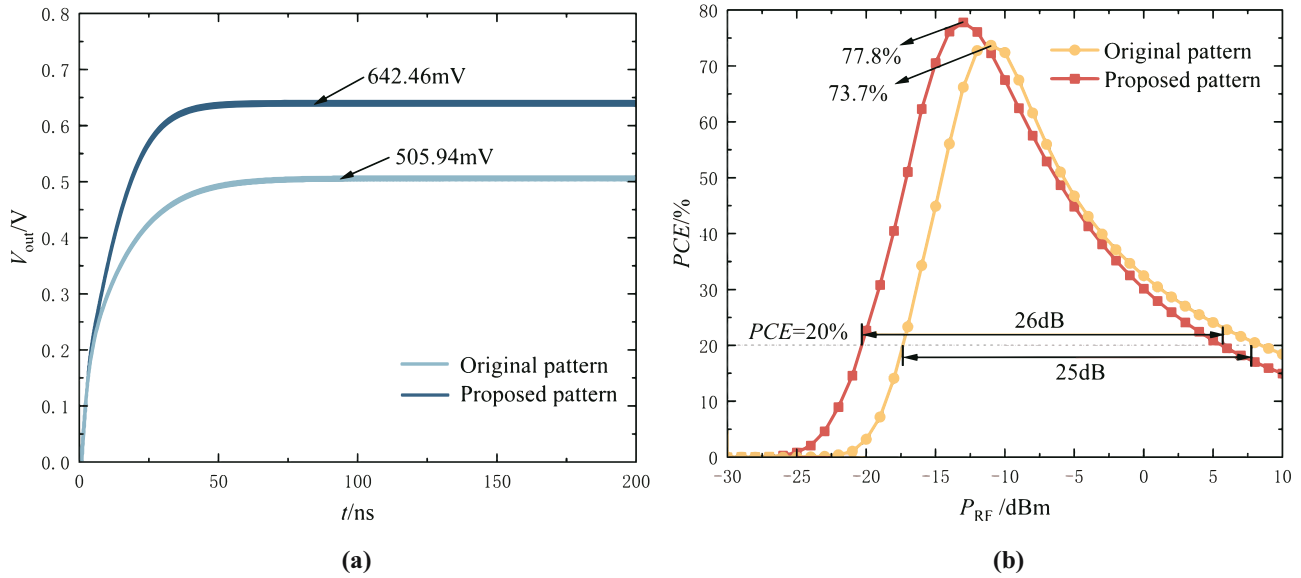 0.8
0.7
0.6
0.5
0.4
0.3
0.2
0.1
0.0
V_out/V
642.46mV
505.94mV
Original pattern
Proposed pattern
0 50 100 150 200
t/ns
(a)
80
70
60
50
40
30
20
10
0
PCE/%
77.8%
73.7%
Original pattern
Proposed pattern
PCE=20%
26dB
25dB
-30 -25 -20 -15 -10 -5 0 5 10
P_RF /dBm
(b)